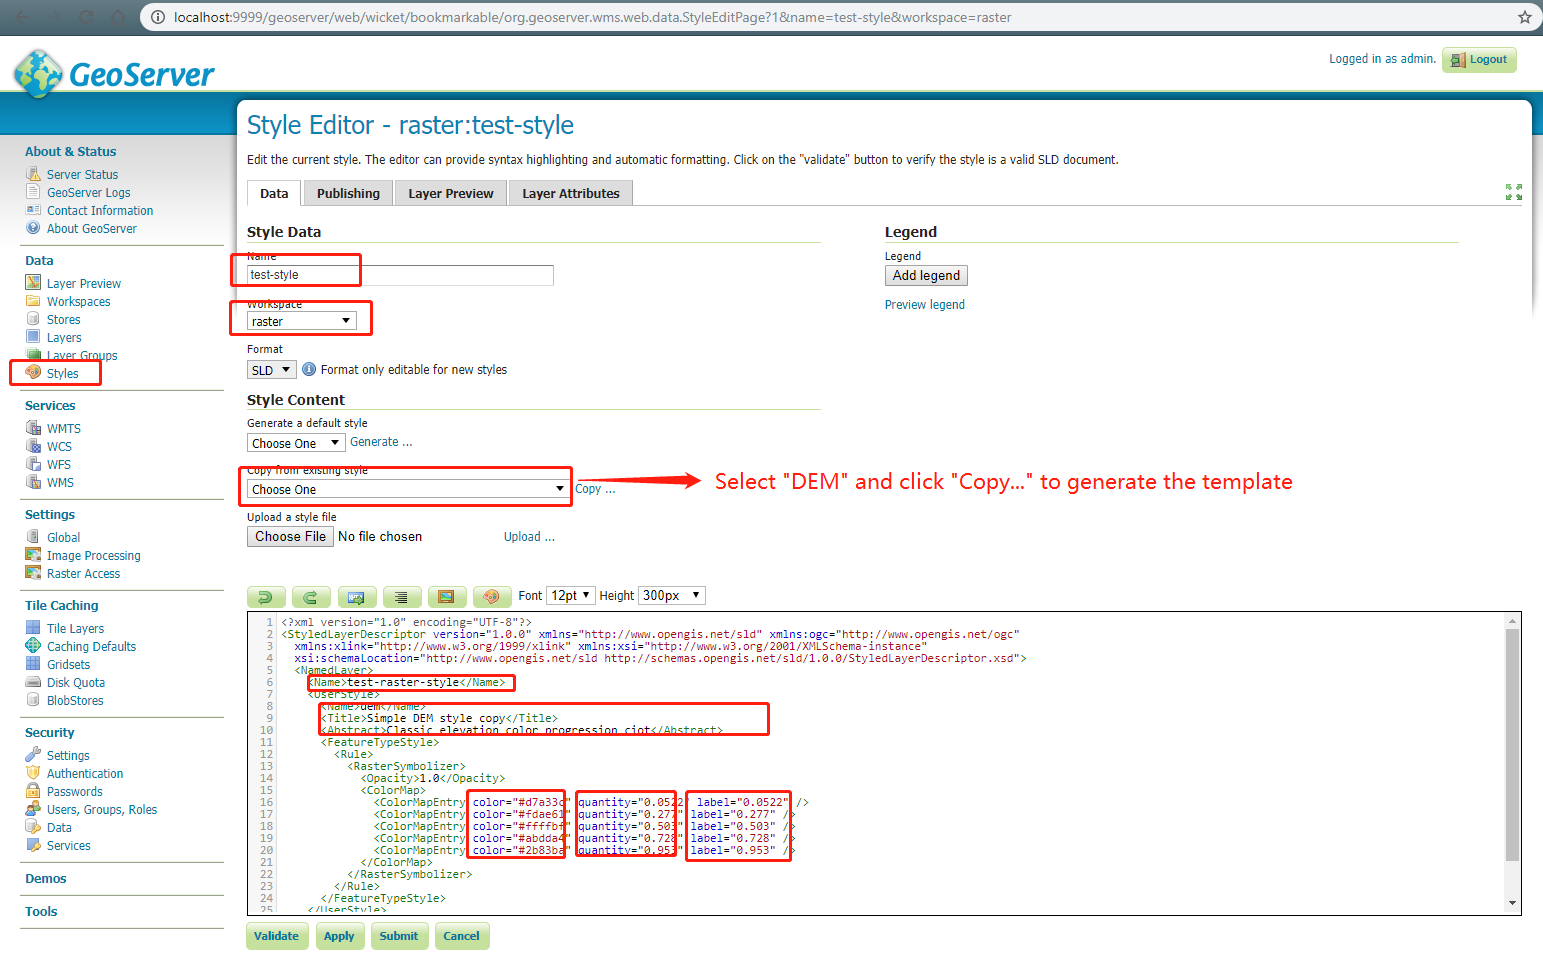 localhost:9999/geoserver/web/wicket/bookmarkable/org.geoserver.wms.web.data.StyleEditPage?1&name=test-style&workspace=raster
GeoServer
Logged in as admin.
Logout
About & Status
Server Status
GeoServer Logs
Contact Information
About GeoServer
Data
Layer Preview
Workspaces
Stores
Layers
Layer Groups
Styles
Services
WMTS
WCS
WFS
WMS
Settings
Global
Image Processing
Raster Access
Tile Caching
Tile Layers
Caching Defaults
Gridsets
Disk Quota
BlobStores
Security
Settings
Authentication
Passwords
Users, Groups, Roles
Data
Services
Demos
Tools
Style Editor - raster:test-style
Edit the current style. The editor can provide syntax highlighting and automatic formatting. Click on the "validate" button to verify the style is a valid SLD document.
Data Publishing Layer Preview Layer Attributes
Style Data
Name
test-style
Workspace
raster
Format
SLD Format only editable for new styles
Style Content
Generate a default style
Choose One Generate ...
Copy from existing style
Choose One Copy ...
Select "DEM" and click "Copy..." to generate the template
Upload a style file
Choose File No file chosen Upload ...
Legend
Legend
Add legend
Preview legend
Font 12pt Height 300px
1 <?xml version="1.0" encoding="UTF-8"?>
2 <StyledLayerDescriptor version="1.0.0" xmlns="http://www.opengis.net/sld" xmlns:ogc="http://www.opengis.net/ogc"
3 xmlns:xlink="http://www.w3.org/1999/xlink" xmlns:xsi="http://www.w3.org/2001/XMLSchema-instance"
4 xsi:schemaLocation="http://www.opengis.net/sld http://schemas.opengis.net/sld/1.0.0/StyledLayerDescriptor.xsd">
5 <NamedLayer>
6 <Name>test-raster-style</Name>
7 <UserStyle>
8 <Name>dem</Name>
9 <Title>Simple DEM style copy</Title>
10 <Abstract>Classic elevation color progression ciot</Abstract>
11 <FeatureTypeStyle>
12 <Rule>
13 <RasterSymbolizer>
14 <Opacity>1.0</Opacity>
15 <ColorMap>
16 <ColorMapEntry color="#d7a33c" quantity="0.0522" label="0.0522" />
17 <ColorMapEntry color="#fdae61" quantity="0.277" label="0.277" />
18 <ColorMapEntry color="#ffffbf" quantity="0.503" label="0.503" />
19 <ColorMapEntry color="#abdda4" quantity="0.728" label="0.728" />
20 <ColorMapEntry color="#2b83ba" quantity="0.953" label="0.953" />
21 </ColorMap>
22 </RasterSymbolizer>
23 </Rule>
24 </FeatureTypeStyle>
25 </UserStyle>
Validate Apply Submit Cancel